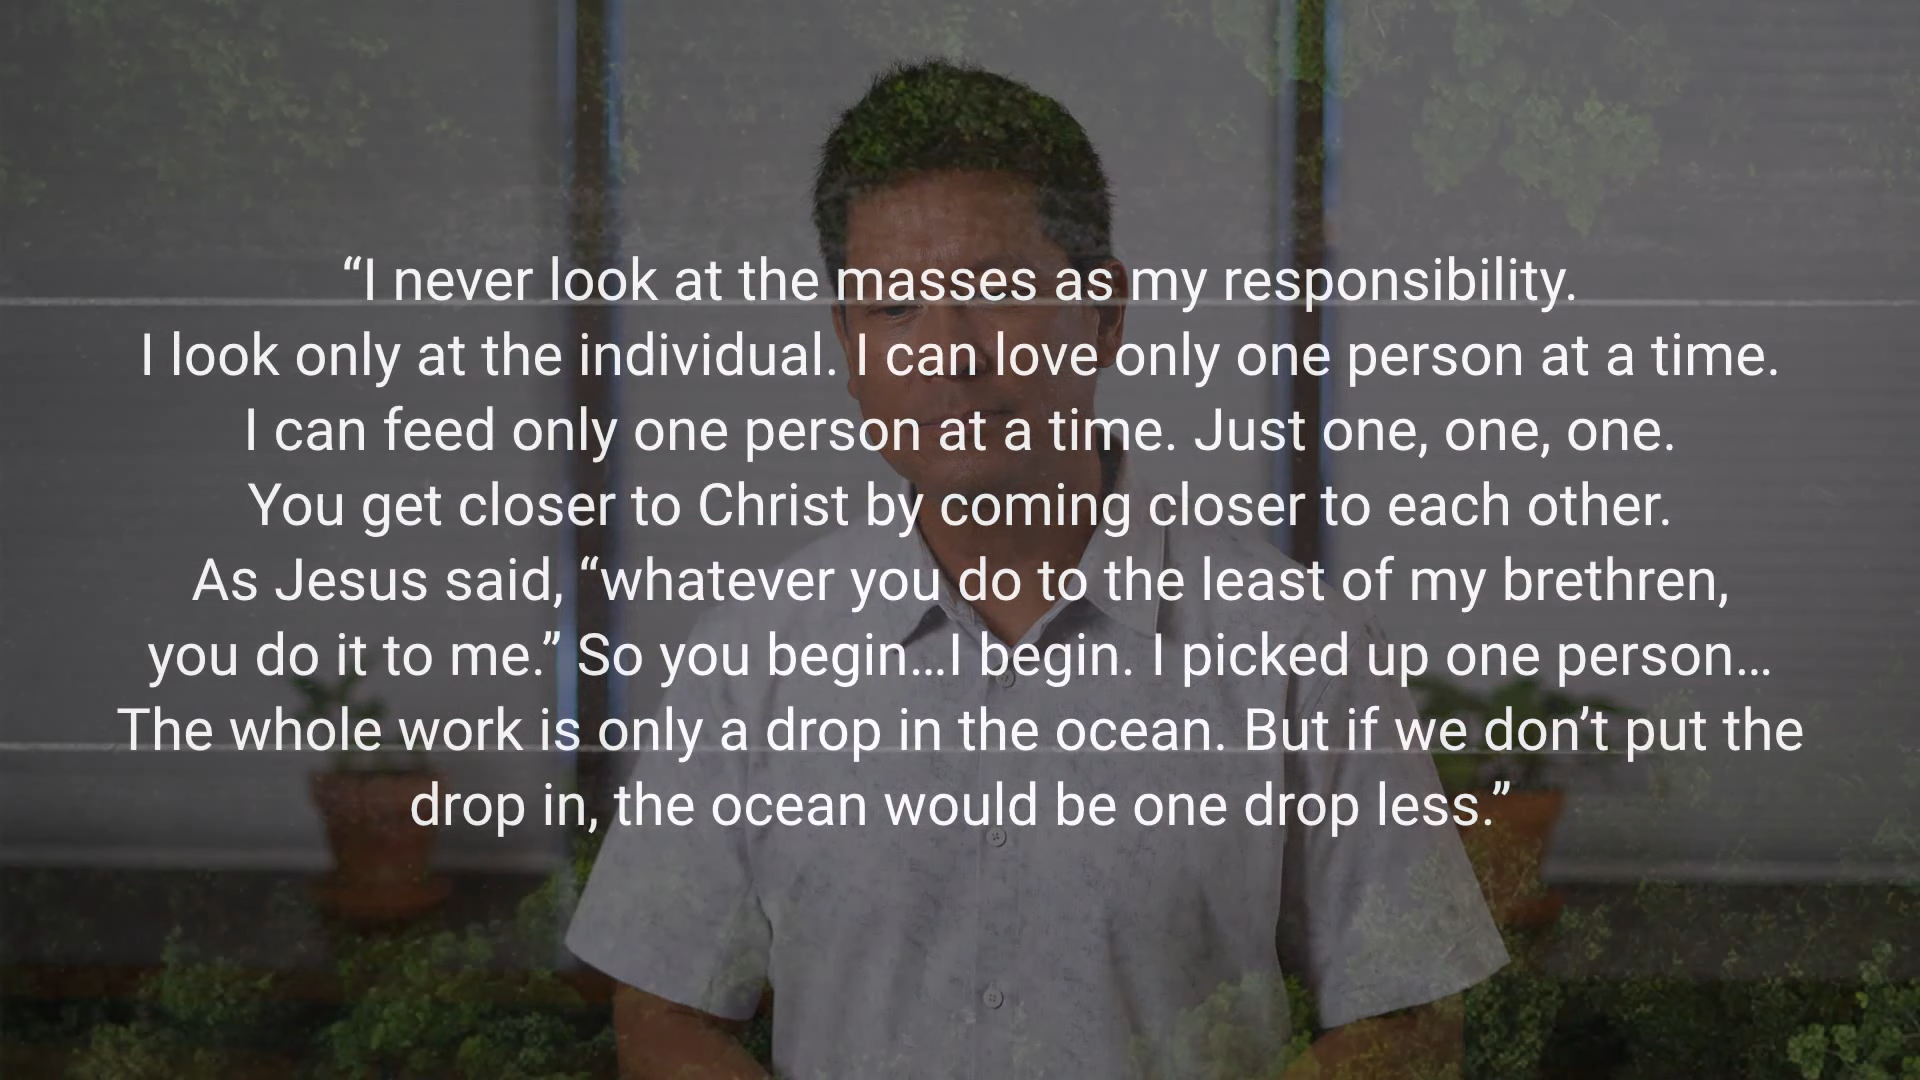 “I never look at the masses as my responsibility.
I look only at the individual. I can love only one person at a time.
I can feed only one person at a time. Just one, one, one.
You get closer to Christ by coming closer to each other.
As Jesus said, “whatever you do to the least of my brethren,
you do it to me.” So you begin…I begin. I picked up one person…
The whole work is only a drop in the ocean. But if we don’t put the
drop in, the ocean would be one drop less.”